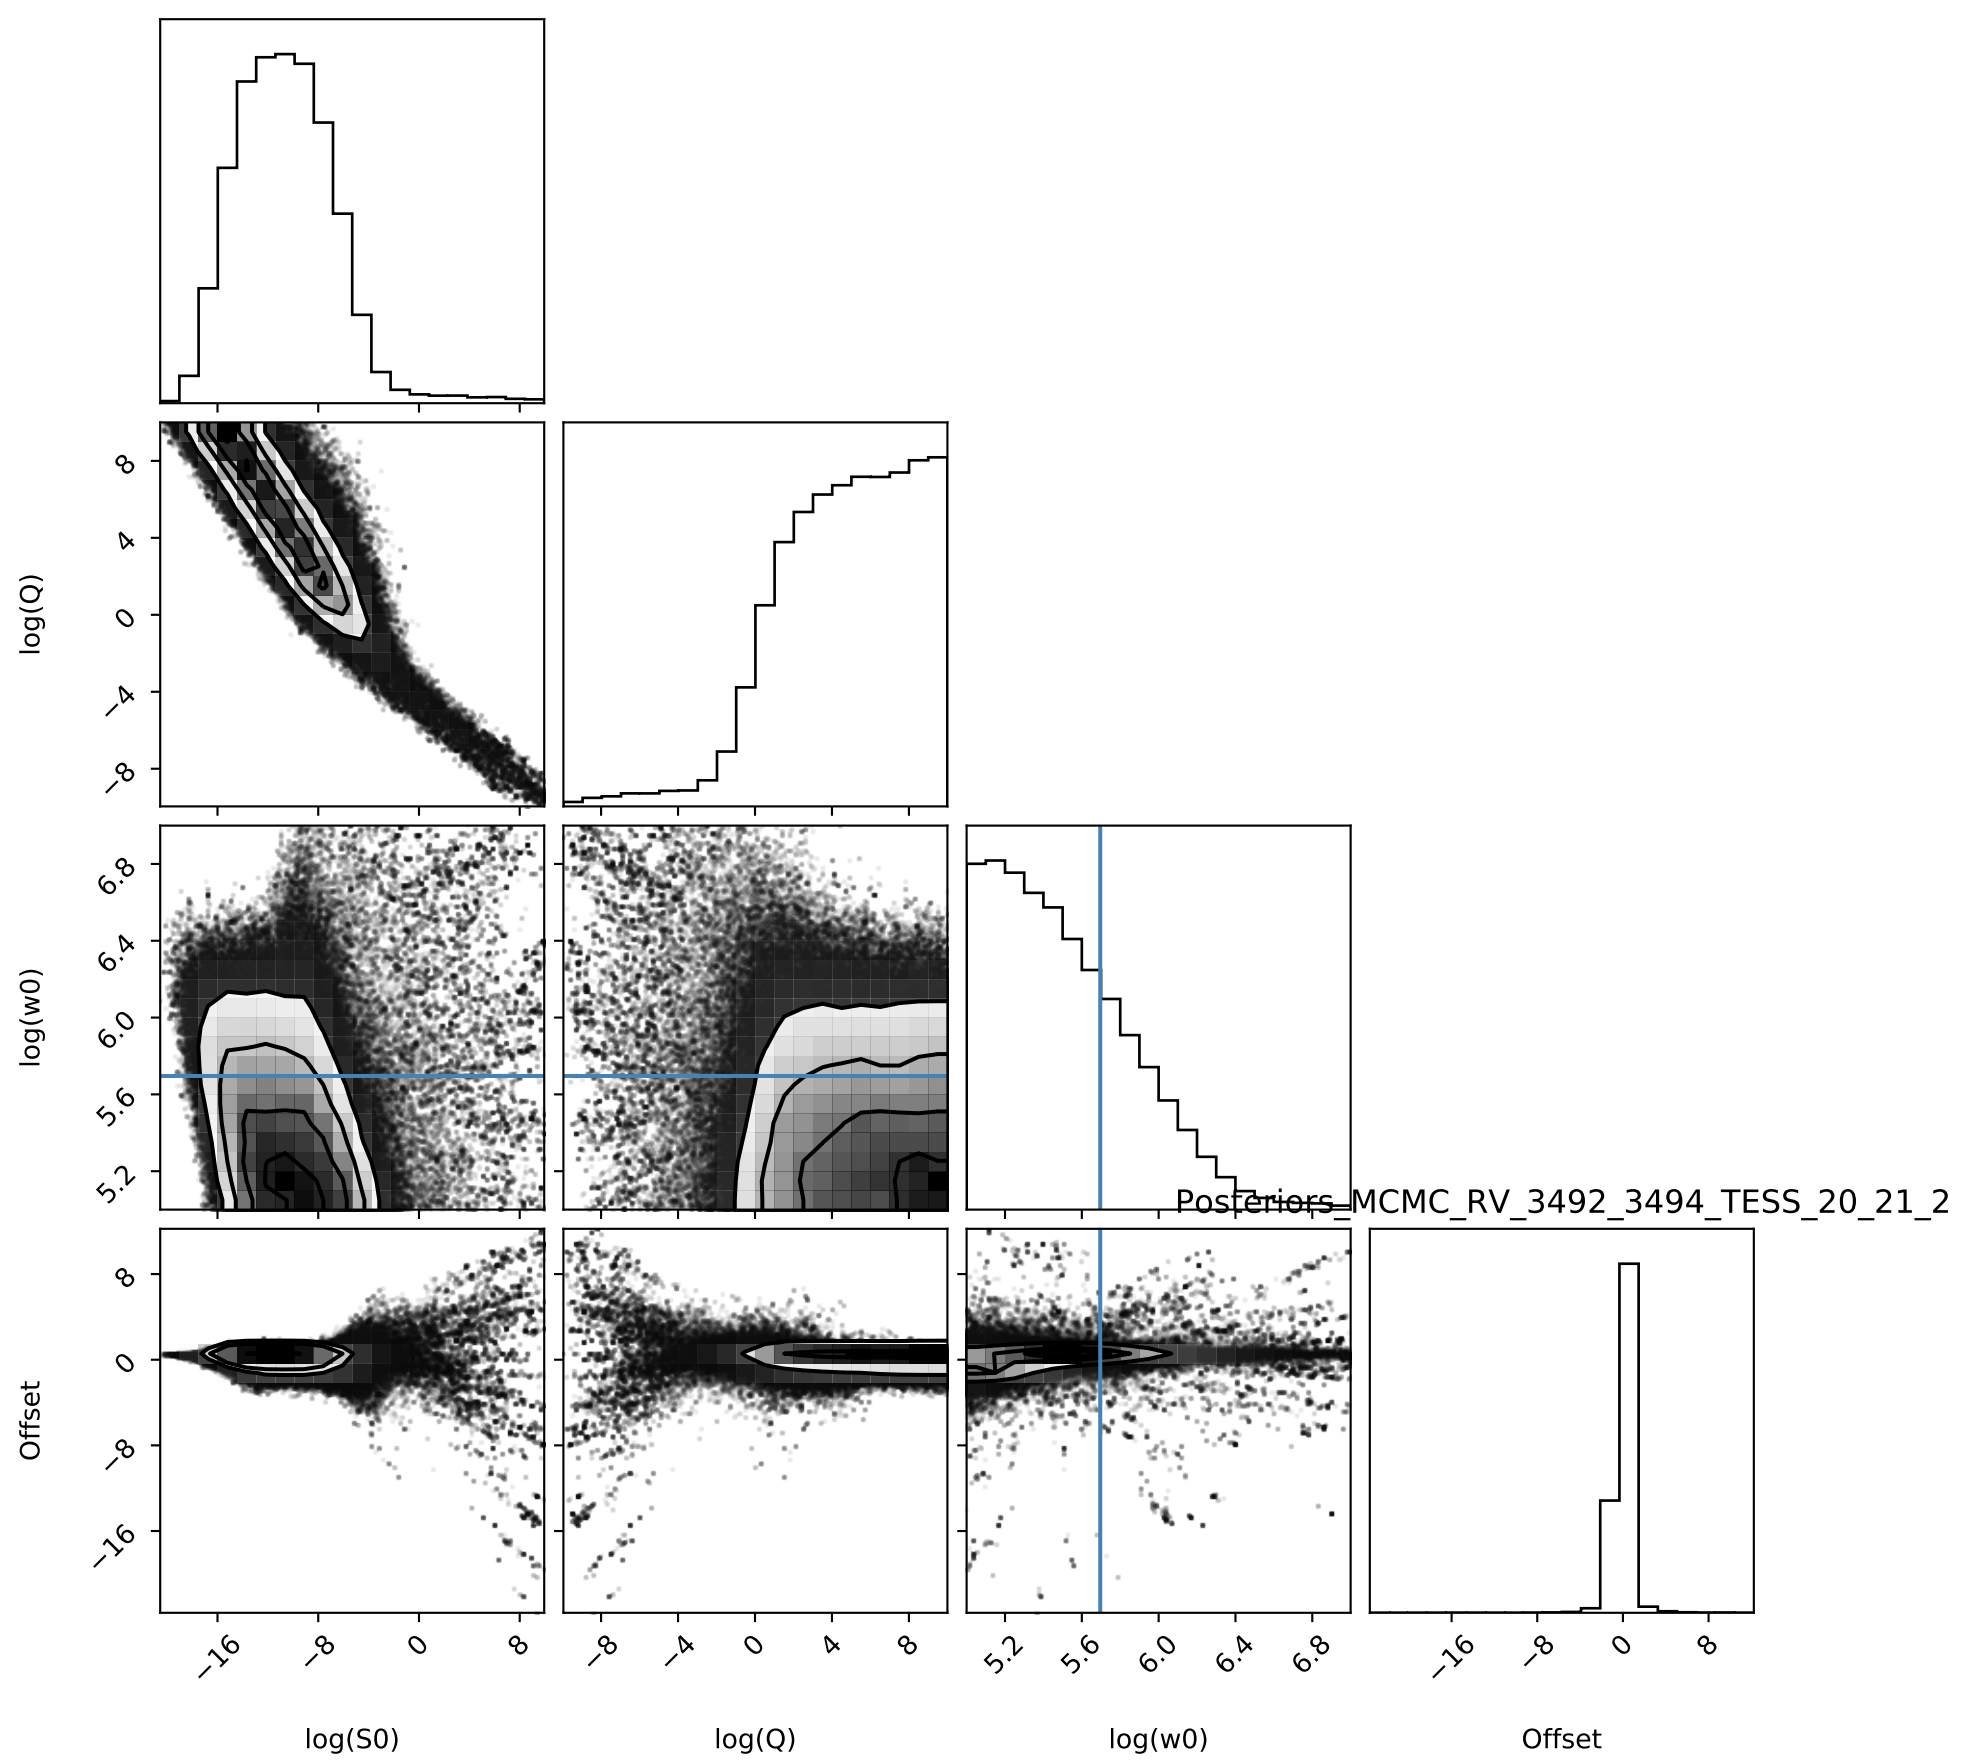 log(Q)
8
4
0
−4
−8
log(w0)
6.8
6.4
6.0
5.6
5.2
Posteriors_MCMC_RV_3492_3494_TESS_20_21_2
Offset
8
0
−8
−16
−16 −8 0 8
−8 −4 0 4 8
5.2 5.6 6.0 6.4 6.8
−16 −8 0 8
log(S0)
log(Q)
log(w0)
Offset